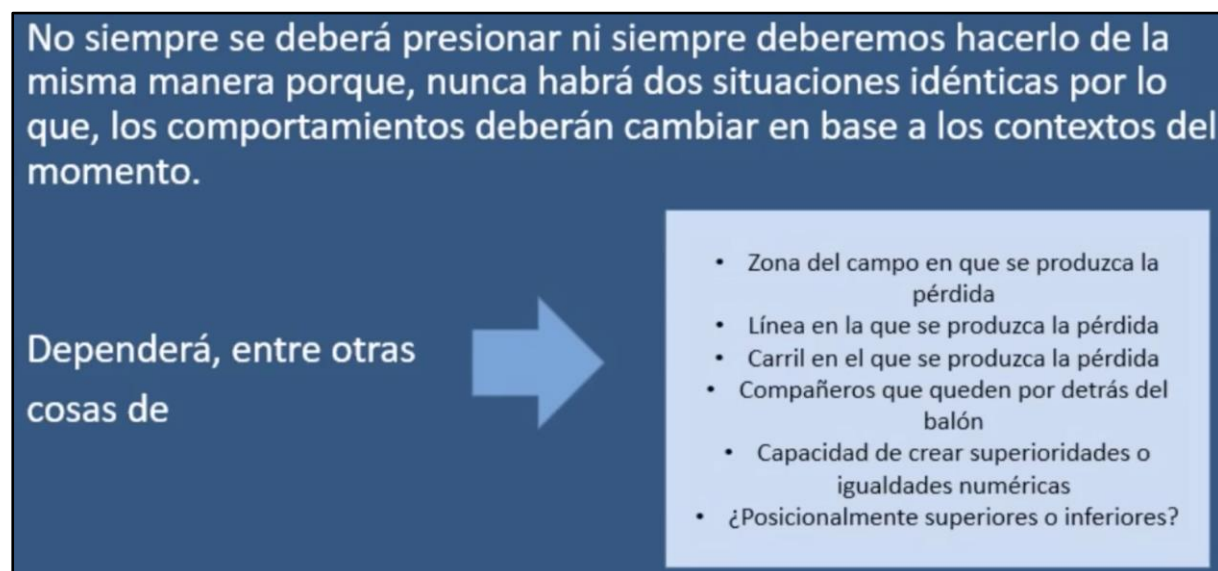 No siempre se deberá presionar ni siempre deberemos hacerlo de la
misma manera porque, nunca habrá dos situaciones idénticas por lo
que, los comportamientos deberán cambiar en base a los contextos del
momento.
Dependerá, entre otras
cosas de
• Zona del campo en que se produzca la
pérdida
• Línea en la que se produzca la pérdida
• Carril en el que se produzca la pérdida
• Compañeros que queden por detrás del
balón
• Capacidad de crear superioridades o
igualdades numéricas
• ¿Posicionalmente superiores o inferiores?